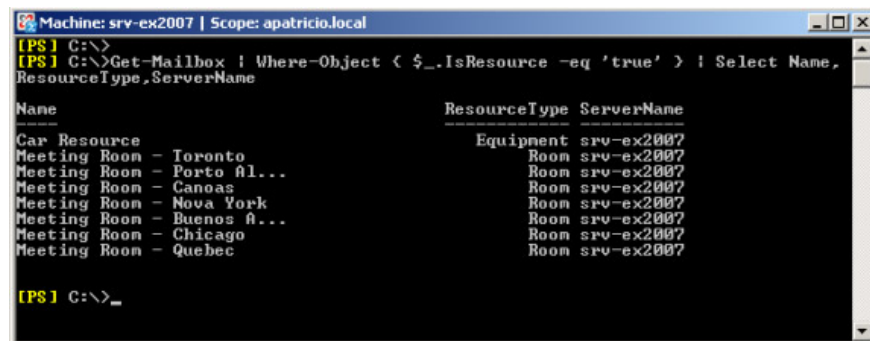 Machine: srv-ex2007 | Scope: apatricio.local
[PS] C:\>
[PS] C:\>Get-Mailbox | Where-Object { $_.IsResource -eq 'true' } | Select Name,
ResourceType,ServerName
Name ResourceType ServerName
---- ------------ ----------
Car Resource Equipment srv-ex2007
Meeting Room - Toronto Room srv-ex2007
Meeting Room - Porto Al... Room srv-ex2007
Meeting Room - Canoas Room srv-ex2007
Meeting Room - Nova York Room srv-ex2007
Meeting Room - Buenos A... Room srv-ex2007
Meeting Room - Chicago Room srv-ex2007
Meeting Room - Quebec Room srv-ex2007
[PS] C:\>_